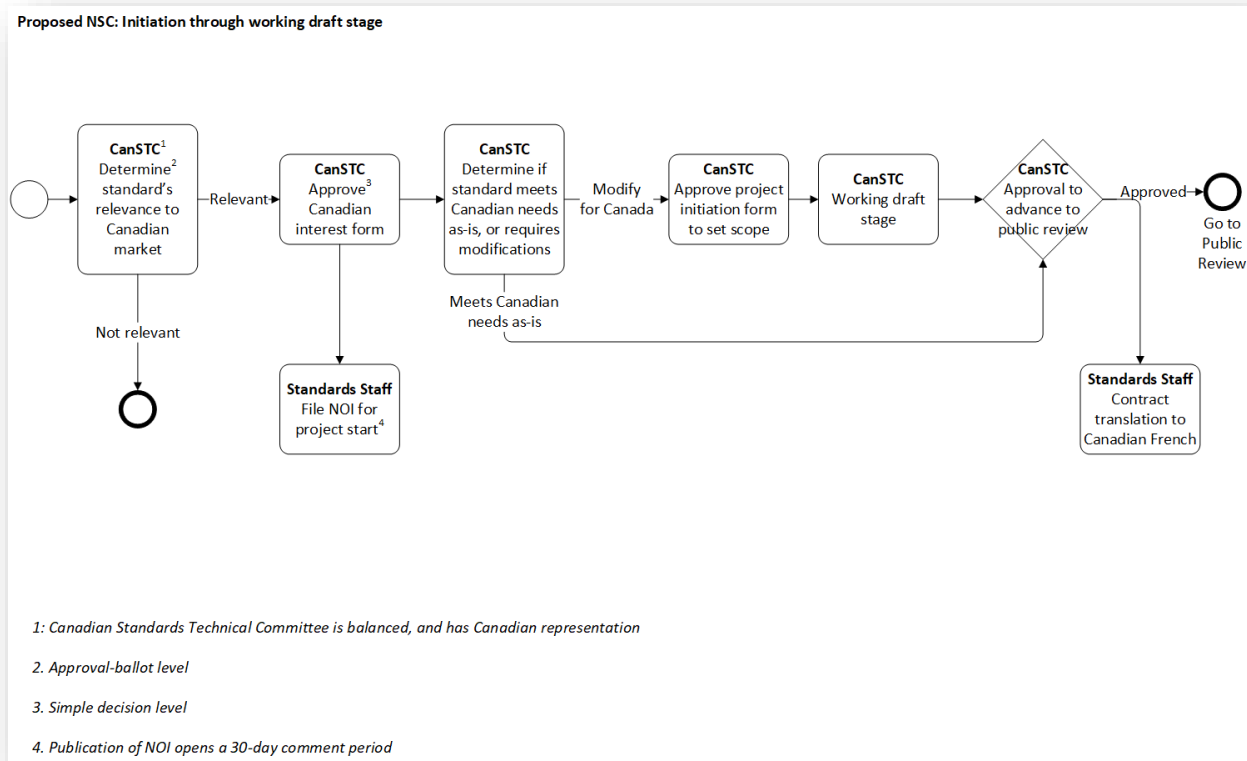 Proposed NSC: Initiation through working draft stage
CanSTC1
Determine2
standard's
relevance to
Canadian
market
Relevant
Not relevant
CanSTC
Approve3
Canadian
interest form
Standards Staff
File NOI for
project start4
CanSTC
Determine if
standard meets
Canadian needs
as-is, or requires
modifications
Modify
for Canada
Meets Canadian
needs as-is
CanSTC
Approve project
initiation form
to set scope
CanSTC
Working draft
stage
CanSTC
Approval to
advance to
public review
Approved
Go to
Public
Review
Standards Staff
Contract
translation to
Canadian French
1: Canadian Standards Technical Committee is balanced, and has Canadian representation
2. Approval-ballot level
3. Simple decision level
4. Publication of NOI opens a 30-day comment period